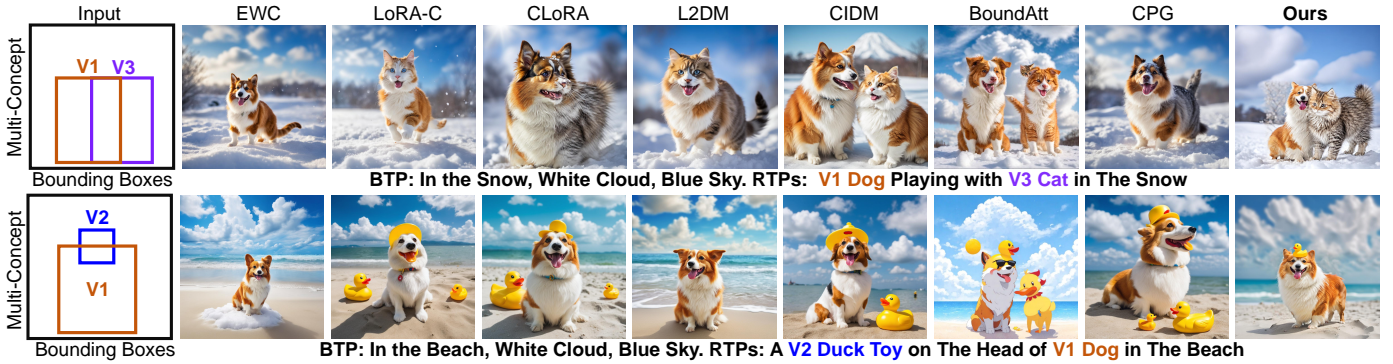 Input EWC LoRA-C CLoRA L2DM CIDM BoundAtt CPG Ours
Multi-Concept
V1 V3
Bounding Boxes
BTP: In the Snow, White Cloud, Blue Sky. RTPs: V1 Dog Playing with V3 Cat in The Snow
Multi-Concept
V2
V1
Bounding Boxes
BTP: In the Beach, White Cloud, Blue Sky. RTPs: A V2 Duck Toy on The Head of V1 Dog in The Beach